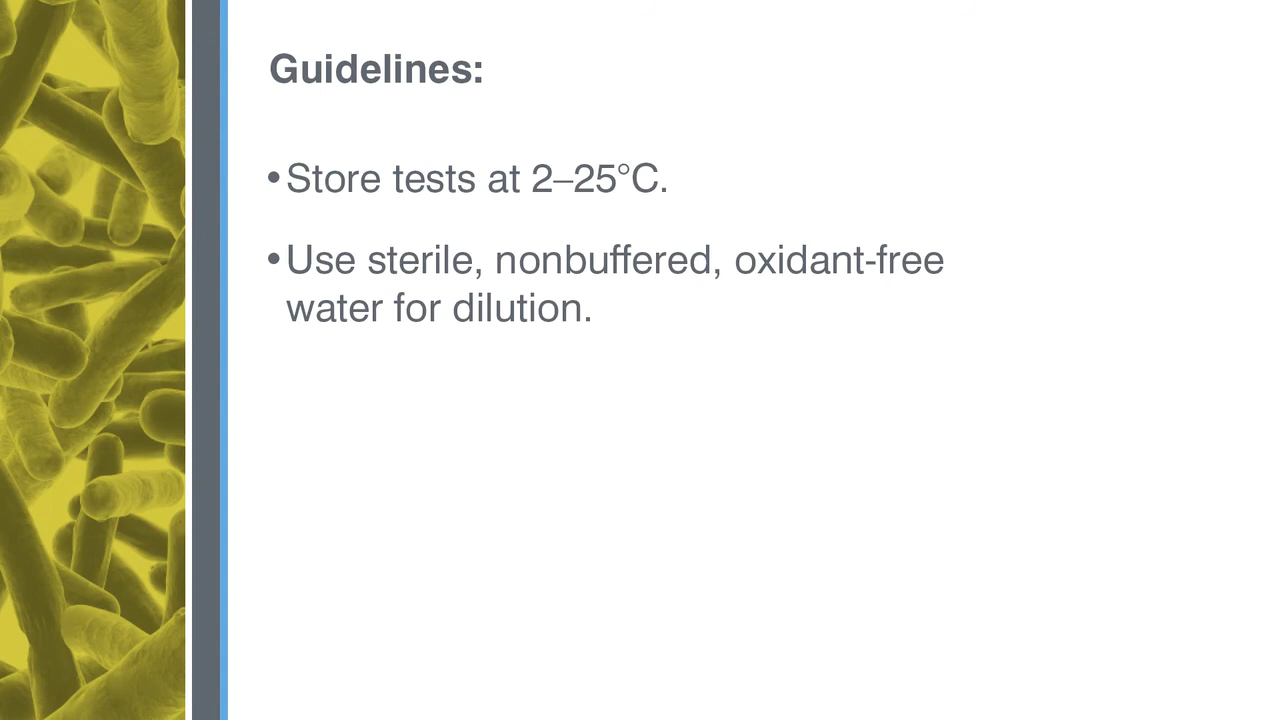 Guidelines:
•Store tests at 2–25°C.
•Use sterile, nonbuffered, oxidant-free
water for dilution.